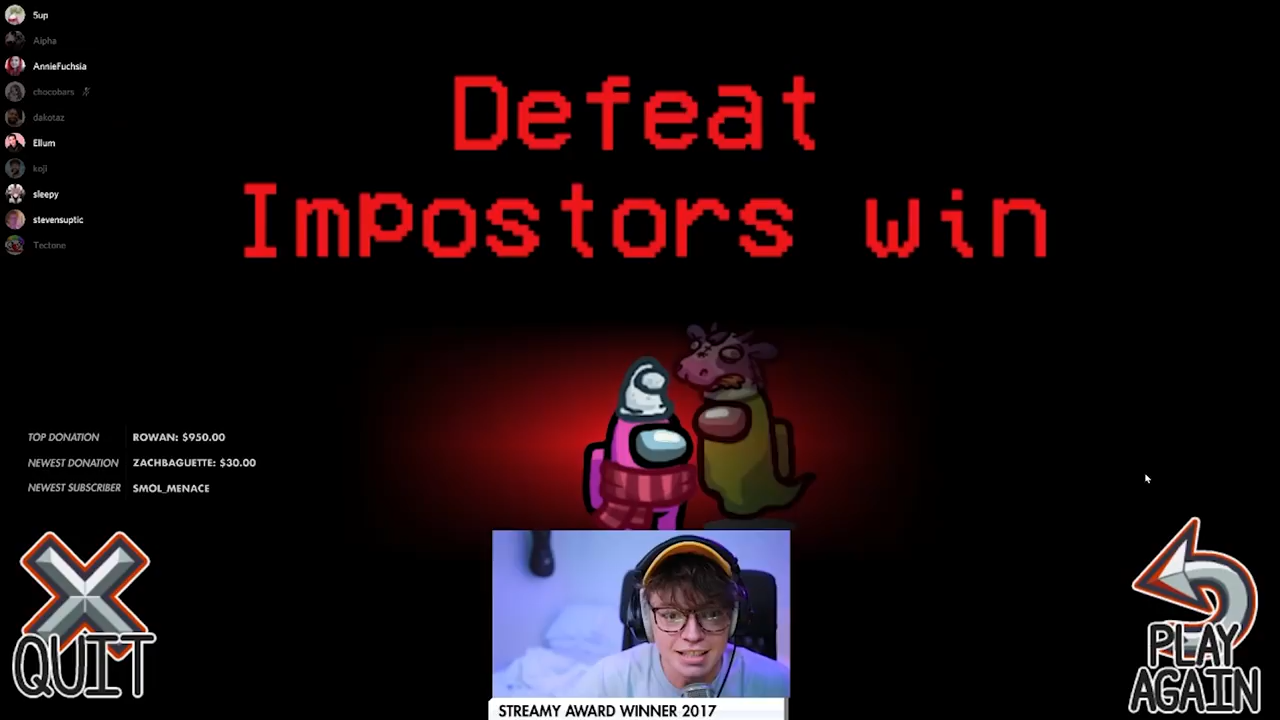 5up
Alpha
AnnieFuchsia
chocobars
dakotaz
Ellum
koji
sleepy
stevensuptic
Tectone
Defeat
Impostors win
TOP DONATION ROWAN: $950.00
NEWEST DONATION ZACHBAGUETTE: $30.00
NEWEST SUBSCRIBER SMOL_MENACE
QUIT
PLAY
AGAIN
STREAMY AWARD WINNER 2017